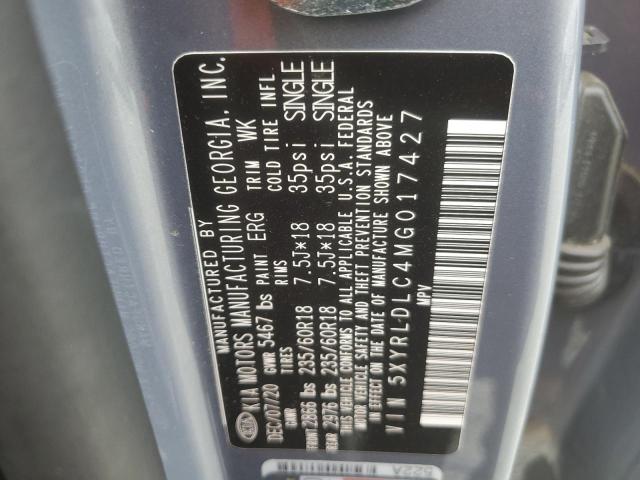 MANUFACTURED BY
KIA KIA MOTORS MANUFACTURING GEORGIA, INC.
DEC/07/20 GVWR 5467 lbs PAINT ERG TRIM WK
GAWR TIRES RIMS COLD TIRE INFL
FRONT 2866 lbs 235/60R18 7.5J*18 35psi SINGLE
REAR 2976 lbs 235/60R18 7.5J*18 35psi SINGLE
THIS VEHICLE CONFORMS TO ALL APPLICABLE U.S.A. FEDERAL
MOTOR VEHICLE SAFETY AND THEFT PREVENTION STANDARDS
IN EFFECT ON THE DATE OF MANUFACTURE SHOWN ABOVE
VIN 5XYRLDLC4MG017427
MPV
522A